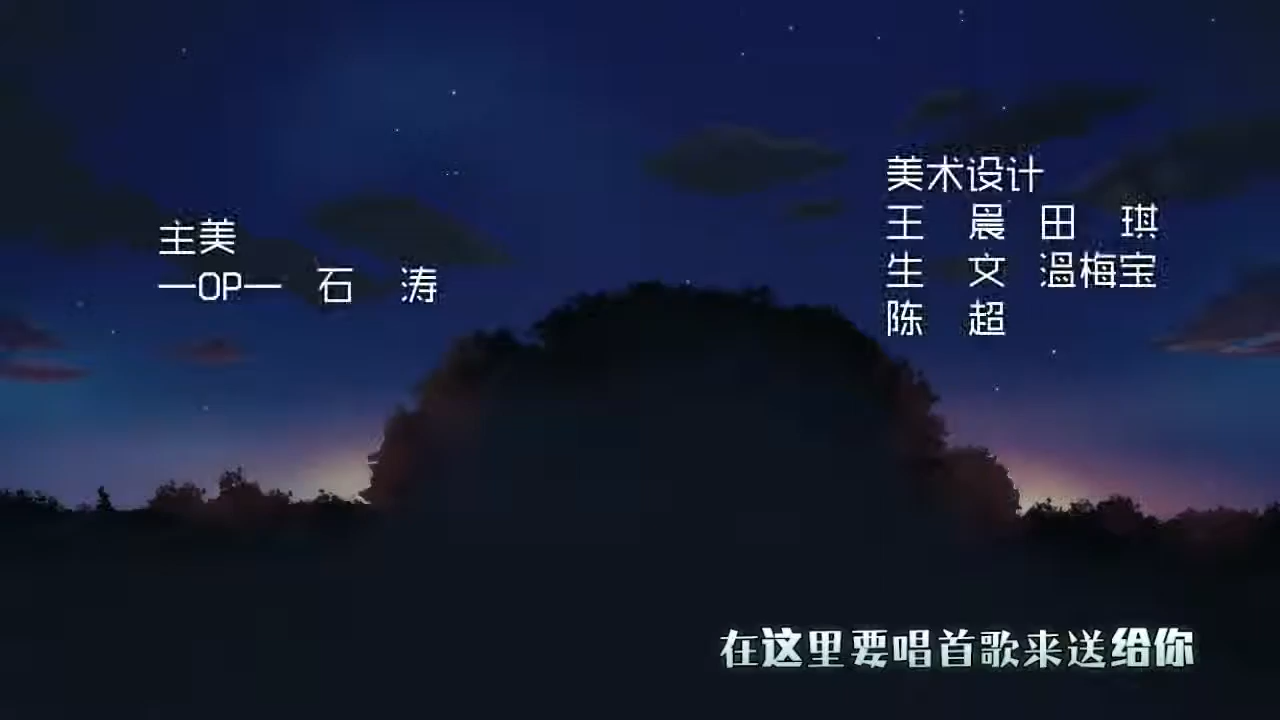 主美
—OP— 石 涛
美术设计
王 晨 田 琪
生 文 温梅宝
陈 超
在这里要唱首歌来送给你